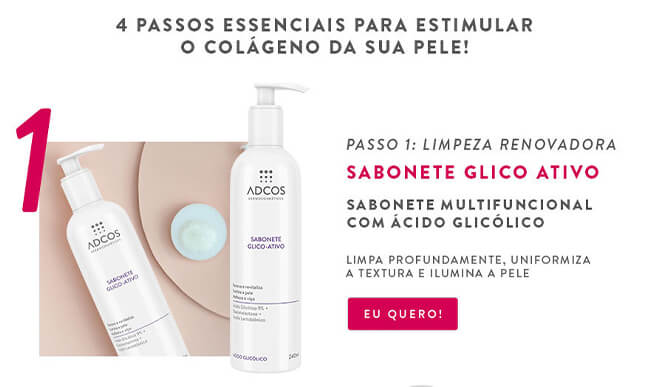 4 PASSOS ESSENCIAIS PARA ESTIMULAR
O COLÁGENO DA SUA PELE!
1
PASSO 1: LIMPEZA RENOVADORA
SABONETE GLICO ATIVO
SABONETE MULTIFUNCIONAL
COM ÁCIDO GLICÓLICO
LIMPA PROFUNDAMENTE, UNIFORMIZA
A TEXTURA E ILUMINA A PELE
EU QUERO!
ADCOS
SABONETE
GLICO-ATIVO
ÁCIDO GLICÓLICO
240ml
ADCOS
SABONETE
GLICO-ATIVO